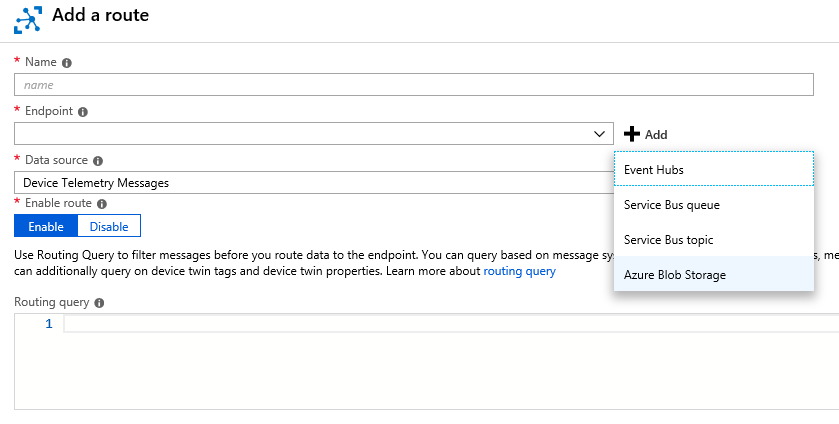 Add a route
* Name
name
* Endpoint
Add
Event Hubs
Service Bus queue
Service Bus topic
Azure Blob Storage
* Data source
Device Telemetry Messages
* Enable route
Enable Disable
Use Routing Query to filter messages before you route data to the endpoint. You can query based on message sys s, me
can additionally query on device twin tags and device twin properties. Learn more about routing query
Routing query
1